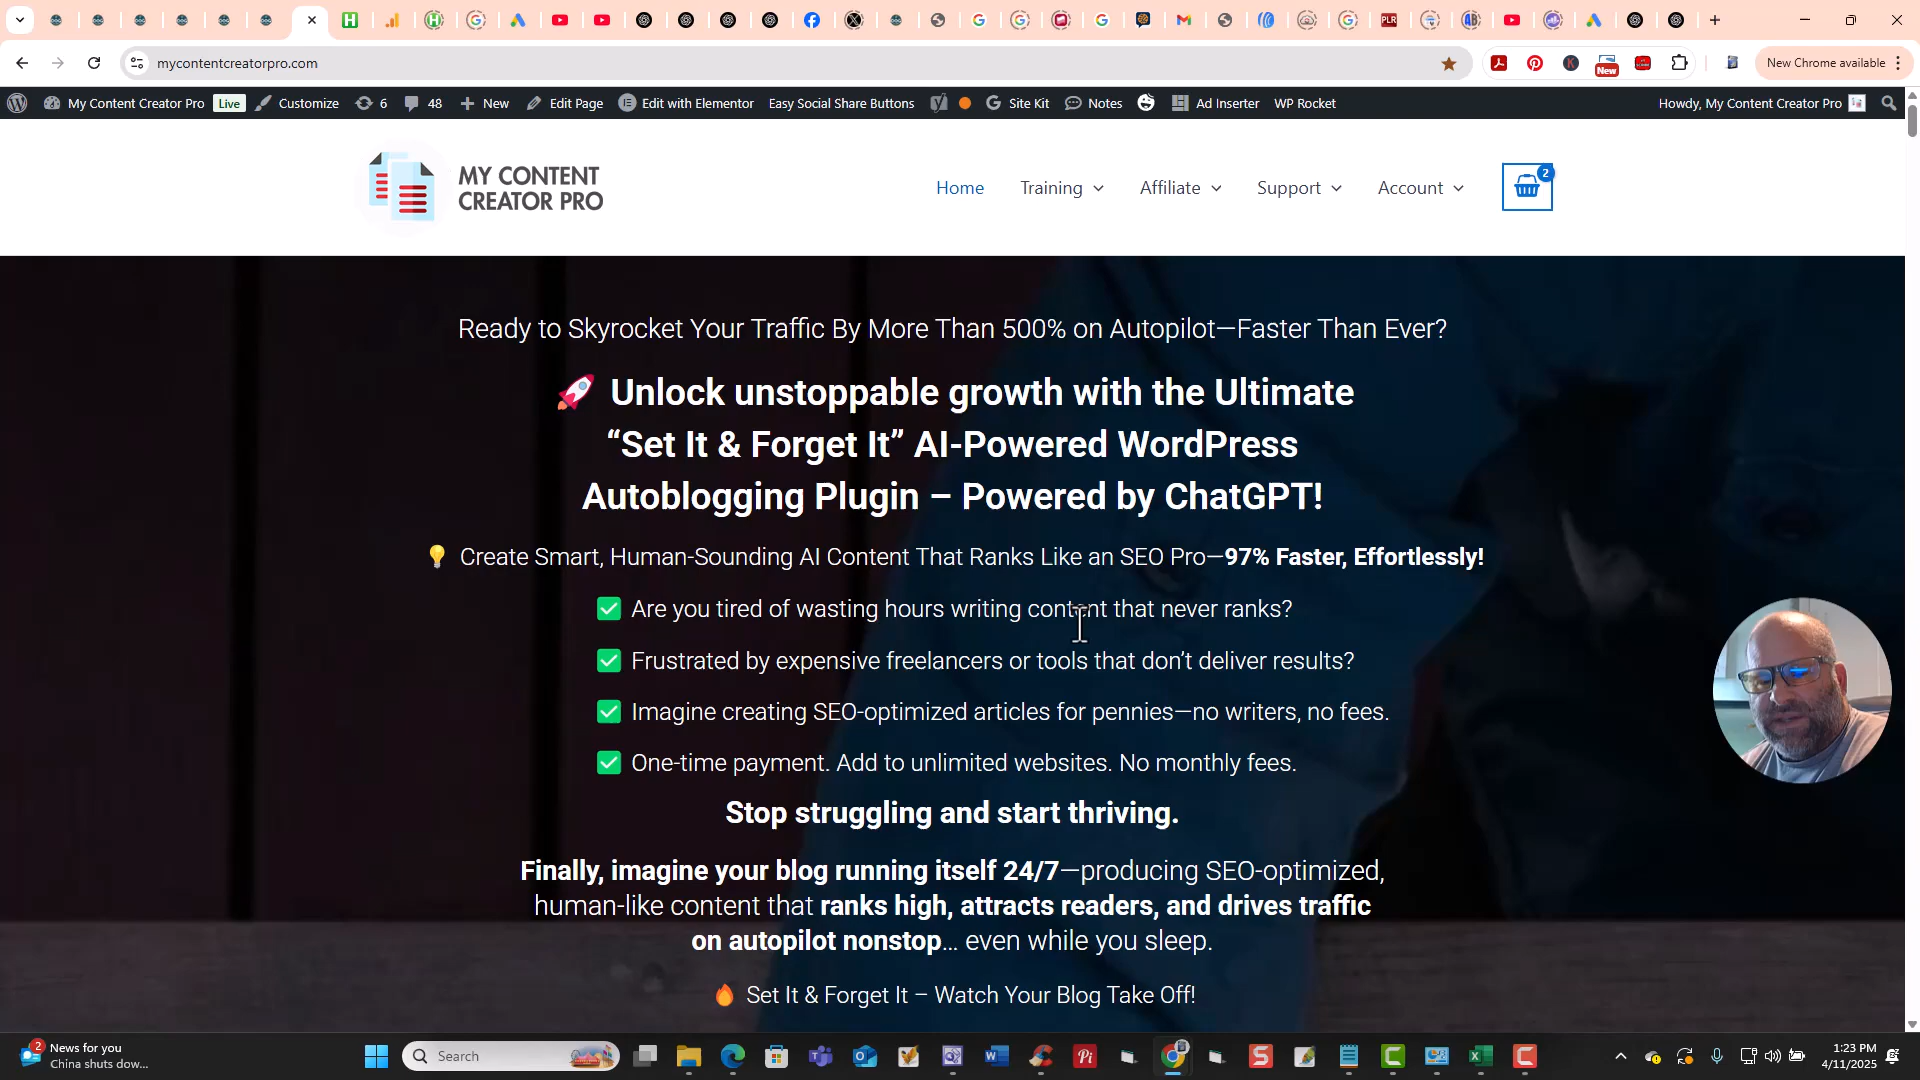 mycontentcreatorpro.com
New
New Chrome available
My Content Creator Pro
Live
Customize
6
48
New
Edit Page
Edit with Elementor
Easy Social Share Buttons
Site Kit
Notes
Ad Inserter
WP Rocket
Howdy, My Content Creator Pro
MY CONTENT
CREATOR PRO
Home
Training
Affiliate
Support
Account
2
Ready to Skyrocket Your Traffic By More Than 500% on Autopilot—Faster Than Ever?
🚀 Unlock unstoppable growth with the Ultimate
“Set It & Forget It” AI-Powered WordPress
Autoblogging Plugin – Powered by ChatGPT!
💡 Create Smart, Human-Sounding AI Content That Ranks Like an SEO Pro—97% Faster, Effortlessly!
✅ Are you tired of wasting hours writing content that never ranks?
✅ Frustrated by expensive freelancers or tools that don’t deliver results?
✅ Imagine creating SEO-optimized articles for pennies—no writers, no fees.
✅ One-time payment. Add to unlimited websites. No monthly fees.
Stop struggling and start thriving.
Finally, imagine your blog running itself 24/7—producing SEO-optimized,
human-like content that ranks high, attracts readers, and drives traffic
on autopilot nonstop… even while you sleep.
🔥 Set It & Forget It – Watch Your Blog Take Off!
2
News for you
China shuts dow...
Search
1:23 PM
4/11/2025